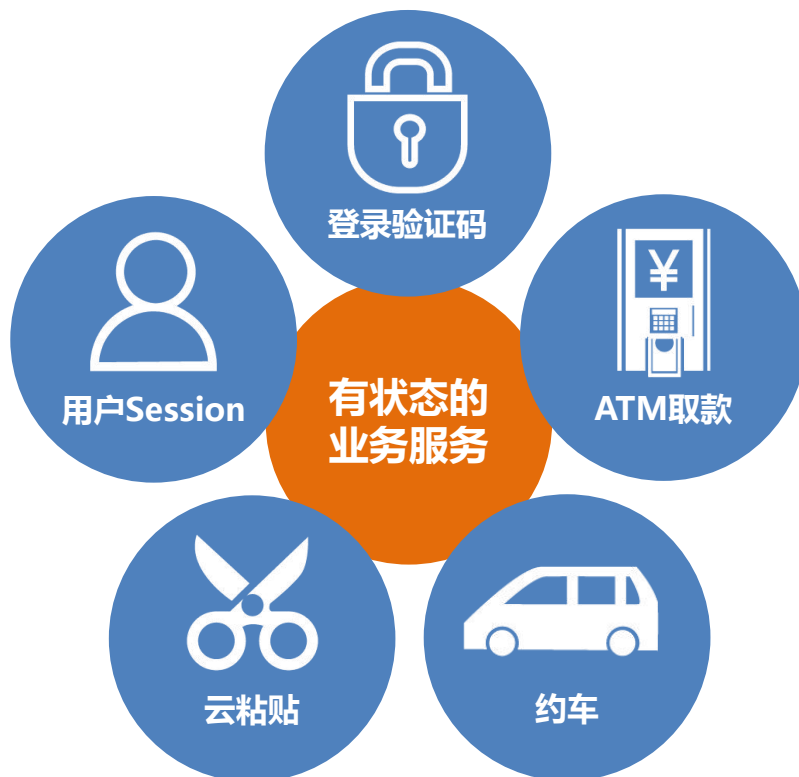 登录验证码
用户Session
¥
ATM取款
有状态的
业务服务
云粘贴
约车